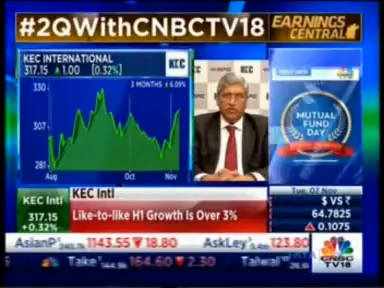 #2QWithCNBCTV18
EARNINGS
CENTRAL
KEC INTERNATIONAL
317.15 ▲ 1.00 [0.32%]
KEC
3 MONTHS ▲ 6.09%
330
307
281
Aug
Oct
Nov
KEC
MUTUAL
FUND
DAY
KEC Intl
317.15
+0.32%
KEC Intl
Like-to-like H1 Growth Is Over 3%
Tue, 07 Nov
$ VS ₹
64.7825
▲ 0.1075
AsianP 1143.55 ▼ 18.80
AskLey 123.80
Take 164.60 ▼ 2.30
CNBC
TV18